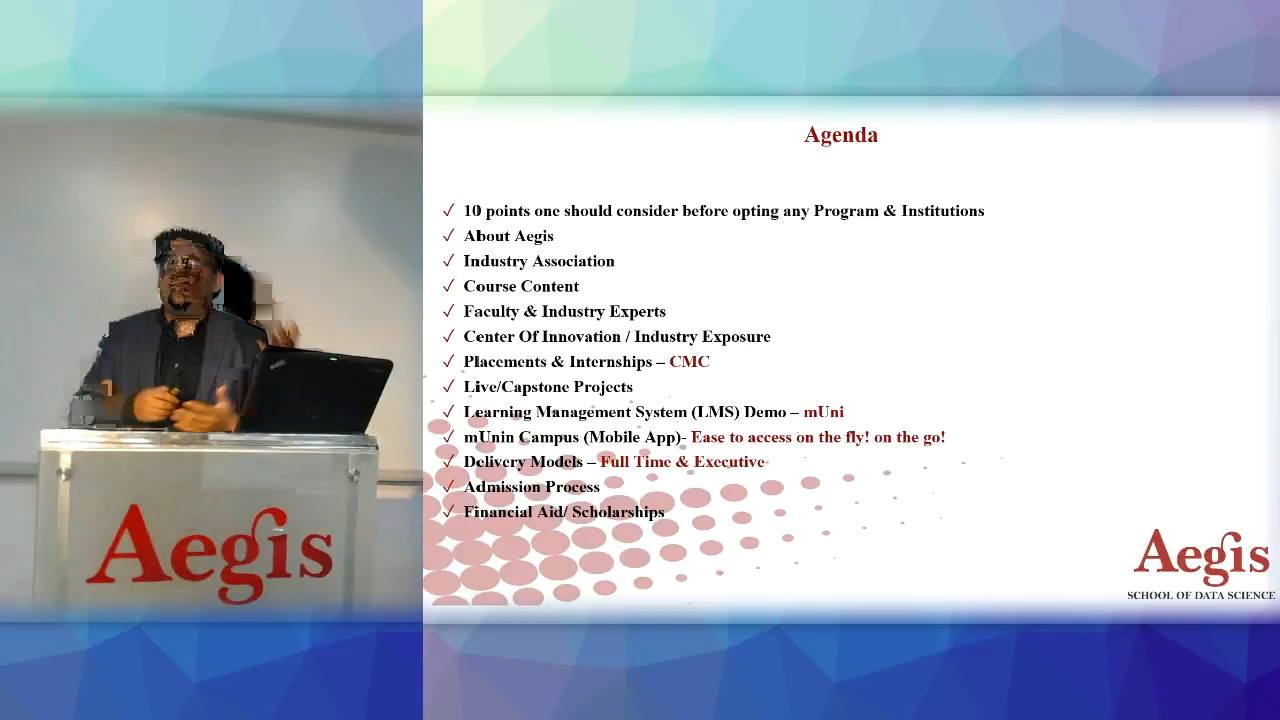 Agenda
✓ 10 points one should consider before opting any Program & Institutions
✓ About Aegis
✓ Industry Association
✓ Course Content
✓ Faculty & Industry Experts
✓ Center Of Innovation / Industry Exposure
✓ Placements & Internships – CMC
✓ Live/Capstone Projects
✓ Learning Management System (LMS) Demo – mUni
✓ mUnin Campus (Mobile App)- Ease to access on the fly! on the go!
✓ Delivery Models – Full Time & Executive
✓ Admission Process
✓ Financial Aid/ Scholarships
Aegis
Aegis
SCHOOL OF DATA SCIENCE